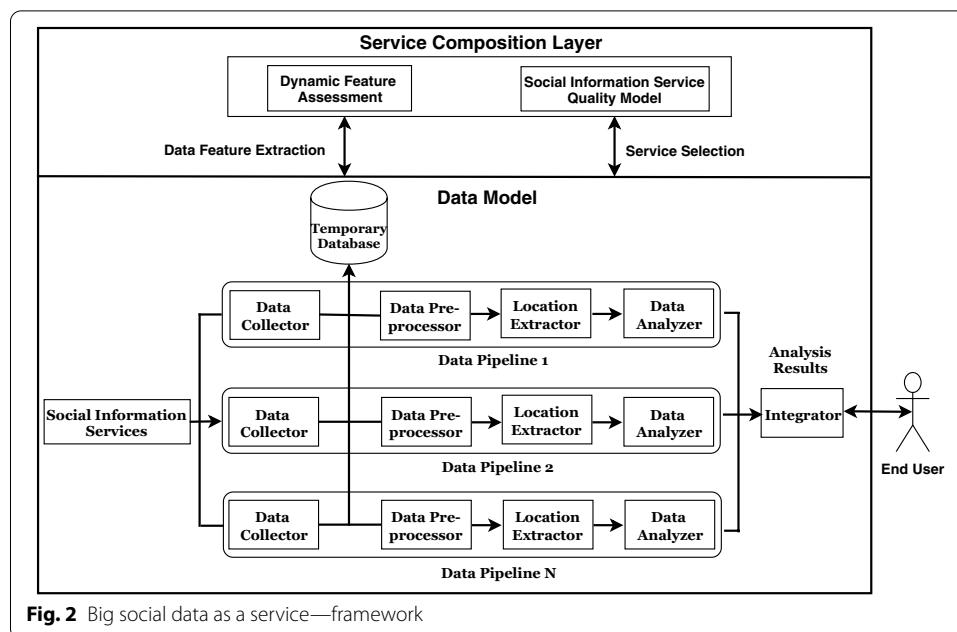 Service Composition Layer
Dynamic Feature
Assessment
Social Information Service
Quality Model
Data Feature Extraction
Service Selection
Data Model
Temporary
Database
Data
Collector
Data Pre-
processor
Location
Extractor
Data
Analyzer
Data Pipeline 1
Social Information
Services
Data
Collector
Data Pre-
processor
Location
Extractor
Data
Analyzer
Data Pipeline 2
Data
Collector
Data Pre-
processor
Location
Extractor
Data
Analyzer
Data Pipeline N
Analysis
Results
Integrator
End User
Fig. 2 Big social data as a service—framework